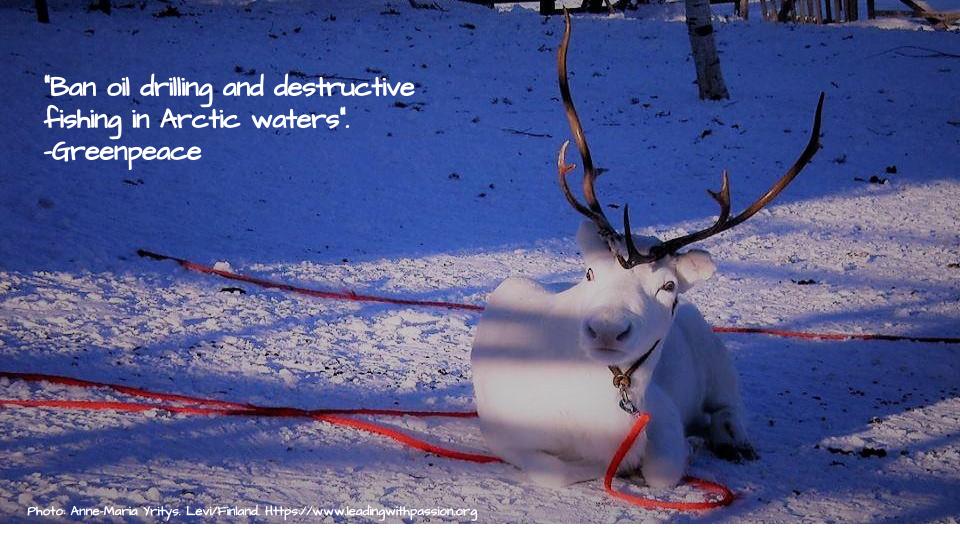 "Ban oil drilling and destructive
fishing in Arctic waters".
-Greenpeace
Photo: Anne-Maria Yritys. Levi/Finland. Https://www.leadingwithpassion.org